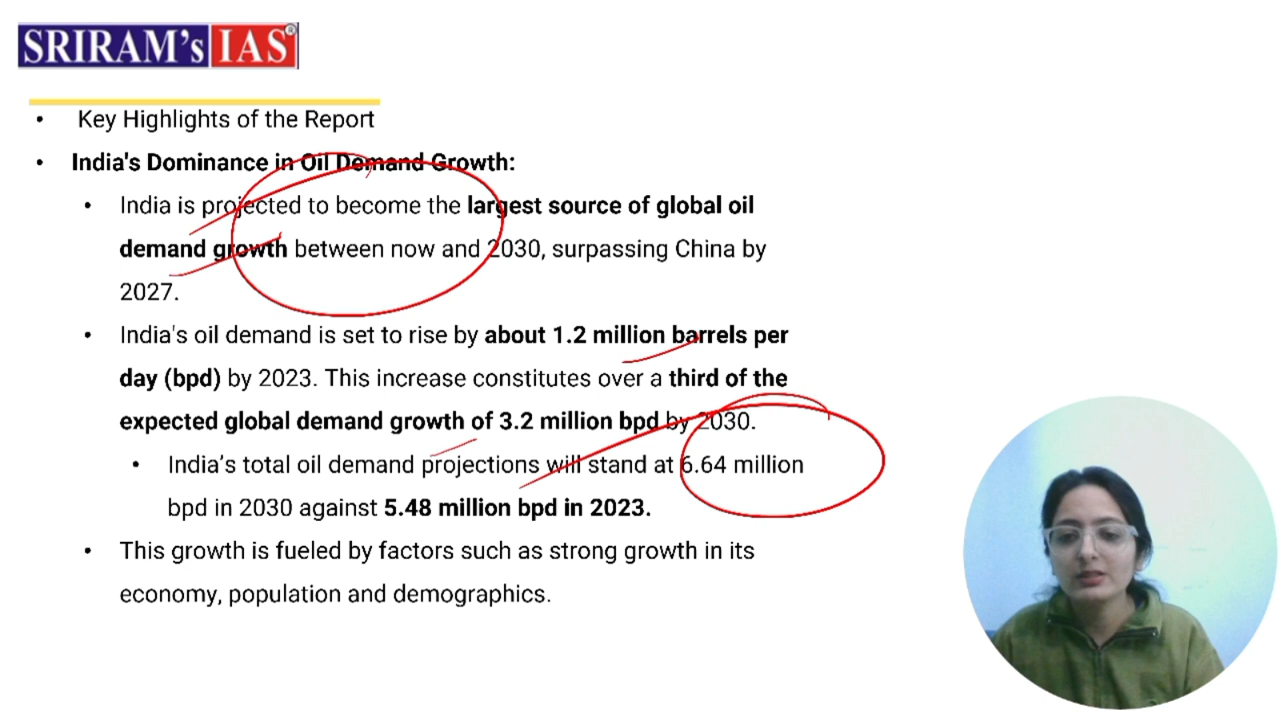 SRIRAM's IAS®
• Key Highlights of the Report
• India's Dominance in Oil Demand Growth:
• India is projected to become the largest source of global oil
demand growth between now and 2030, surpassing China by
2027.
• India's oil demand is set to rise by about 1.2 million barrels per
day (bpd) by 2023. This increase constitutes over a third of the
expected global demand growth of 3.2 million bpd by 2030.
• India's total oil demand projections will stand at 6.64 million
bpd in 2030 against 5.48 million bpd in 2023.
• This growth is fueled by factors such as strong growth in its
economy, population and demographics.